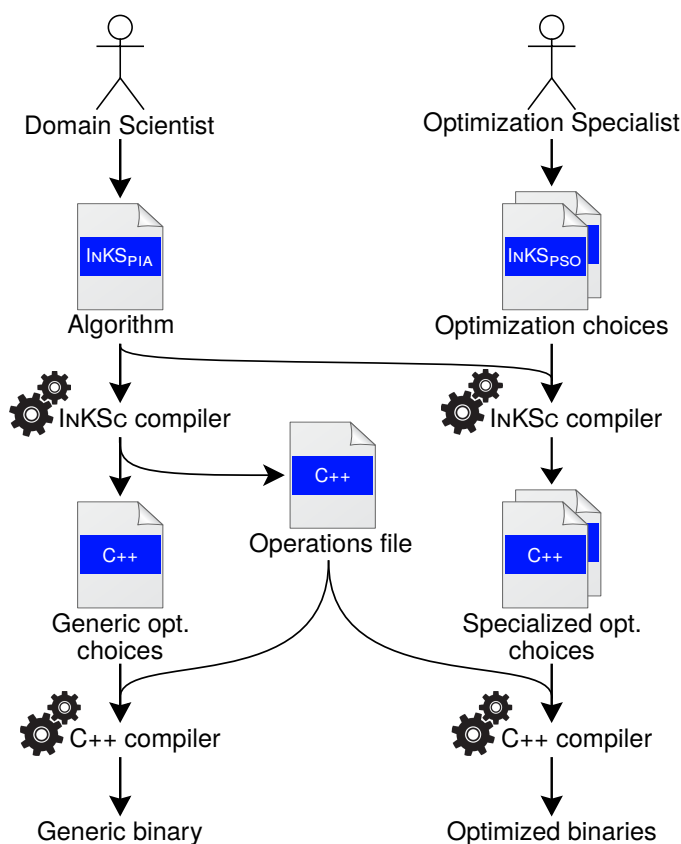 Domain Scientist
Optimization Specialist
INKSPIA
INKSPSO
Algorithm
Optimization choices
INKSC compiler
INKSC compiler
C++
Operations file
C++
C++
Generic opt.
choices
Specialized opt.
choices
C++ compiler
C++ compiler
Generic binary
Optimized binaries